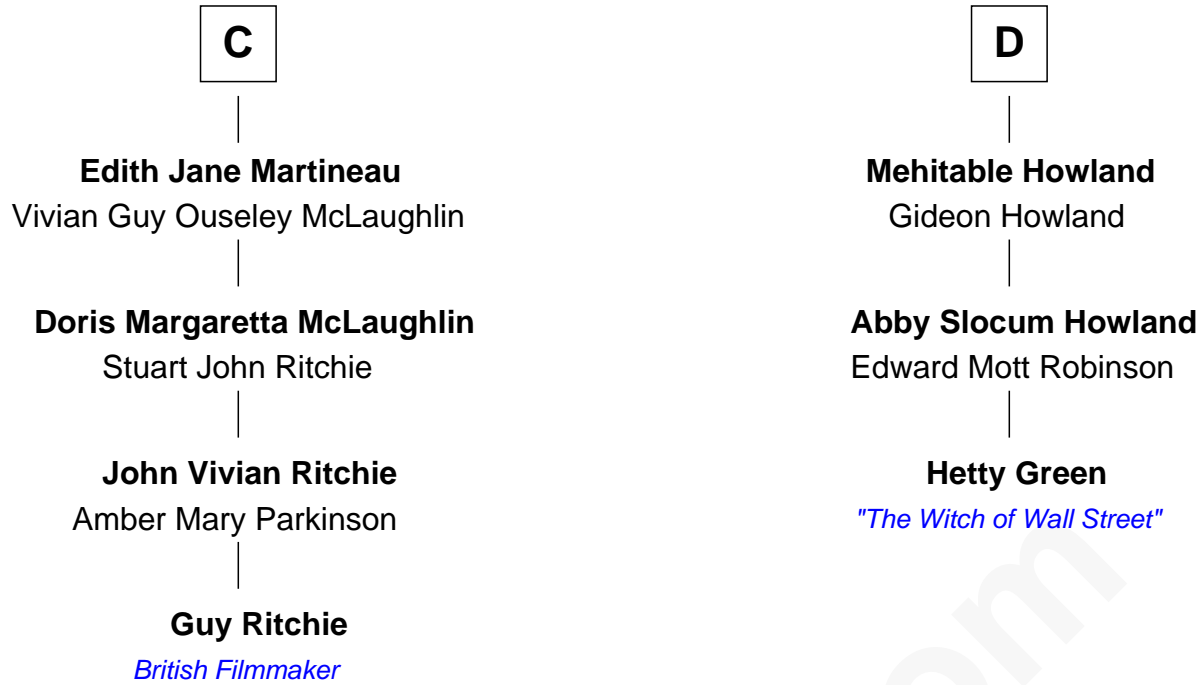 C
Edith Jane Martineau
Vivian Guy Ouseley McLaughlin
Doris Margaretta McLaughlin
Stuart John Ritchie
John Vivian Ritchie
Amber Mary Parkinson
Guy Ritchie
British Filmmaker
D
Mehitable Howland
Gideon Howland
Abby Slocum Howland
Edward Mott Robinson
Hetty Green
"The Witch of Wall Street"
om